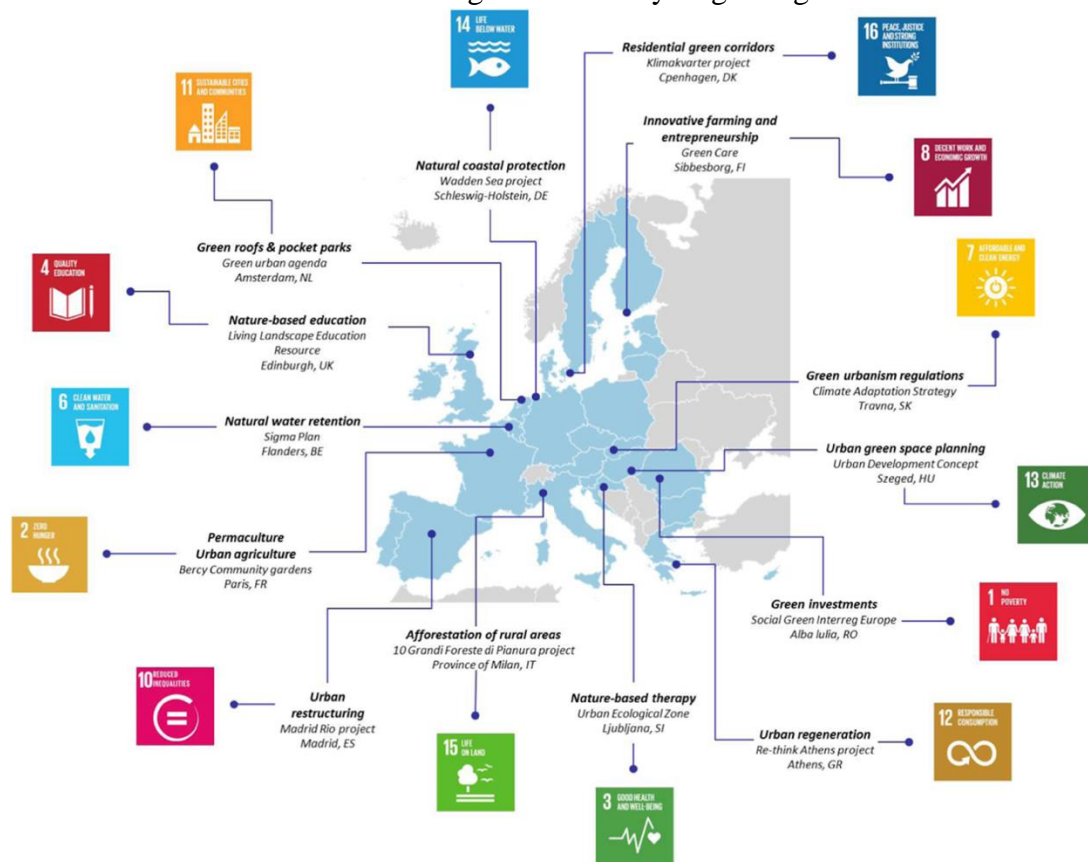 14 LIFE
BELOW WATER
16 PEACE, JUSTICE
AND STRONG
INSTITUTIONS
Residential green corridors
Klimakvarter project
Cpenhagen, DK
11 SUSTAINABLE CITIES
AND COMMUNITIES
Innovative farming and
entrepreneurship
Green Care
Sibbesborg, FI
8 DECENT WORK AND
ECONOMIC GROWTH
Natural coastal protection
Wadden Sea project
Schleswig-Holstein, DE
Green roofs & pocket parks
Green urban agenda
Amsterdam, NL
7 AFFORDABLE AND
CLEAN ENERGY
4 QUALITY
EDUCATION
Nature-based education
Living Landscape Education
Resource
Edinburgh, UK
Green urbanism regulations
Climate Adaptation Strategy
Travna, SK
6 CLEAN WATER
AND SANITATION
Natural water retention
Sigma Plan
Flanders, BE
Urban green space planning
Urban Development Concept
Szeged, HU
13 CLIMATE
ACTION
2 ZERO
HUNGER
Permaculture
Urban agriculture
Bercy Community gardens
Paris, FR
Green investments
Social Green Interreg Europe
Alba Iulia, RO
1 NO
POVERTY
Afforestation of rural areas
10 Grandi Foreste di Pianura project
Province of Milan, IT
10 REDUCED
INEQUALITIES
Urban
restructuring
Madrid Rio project
Madrid, ES
Nature-based therapy
Urban Ecological Zone
Ljubljana, SI
Urban regeneration
Re-think Athens project
Athens, GR
12 RESPONSIBLE
CONSUMPTION
15 LIFE
ON LAND
3 GOOD HEALTH
AND WELL-BEING